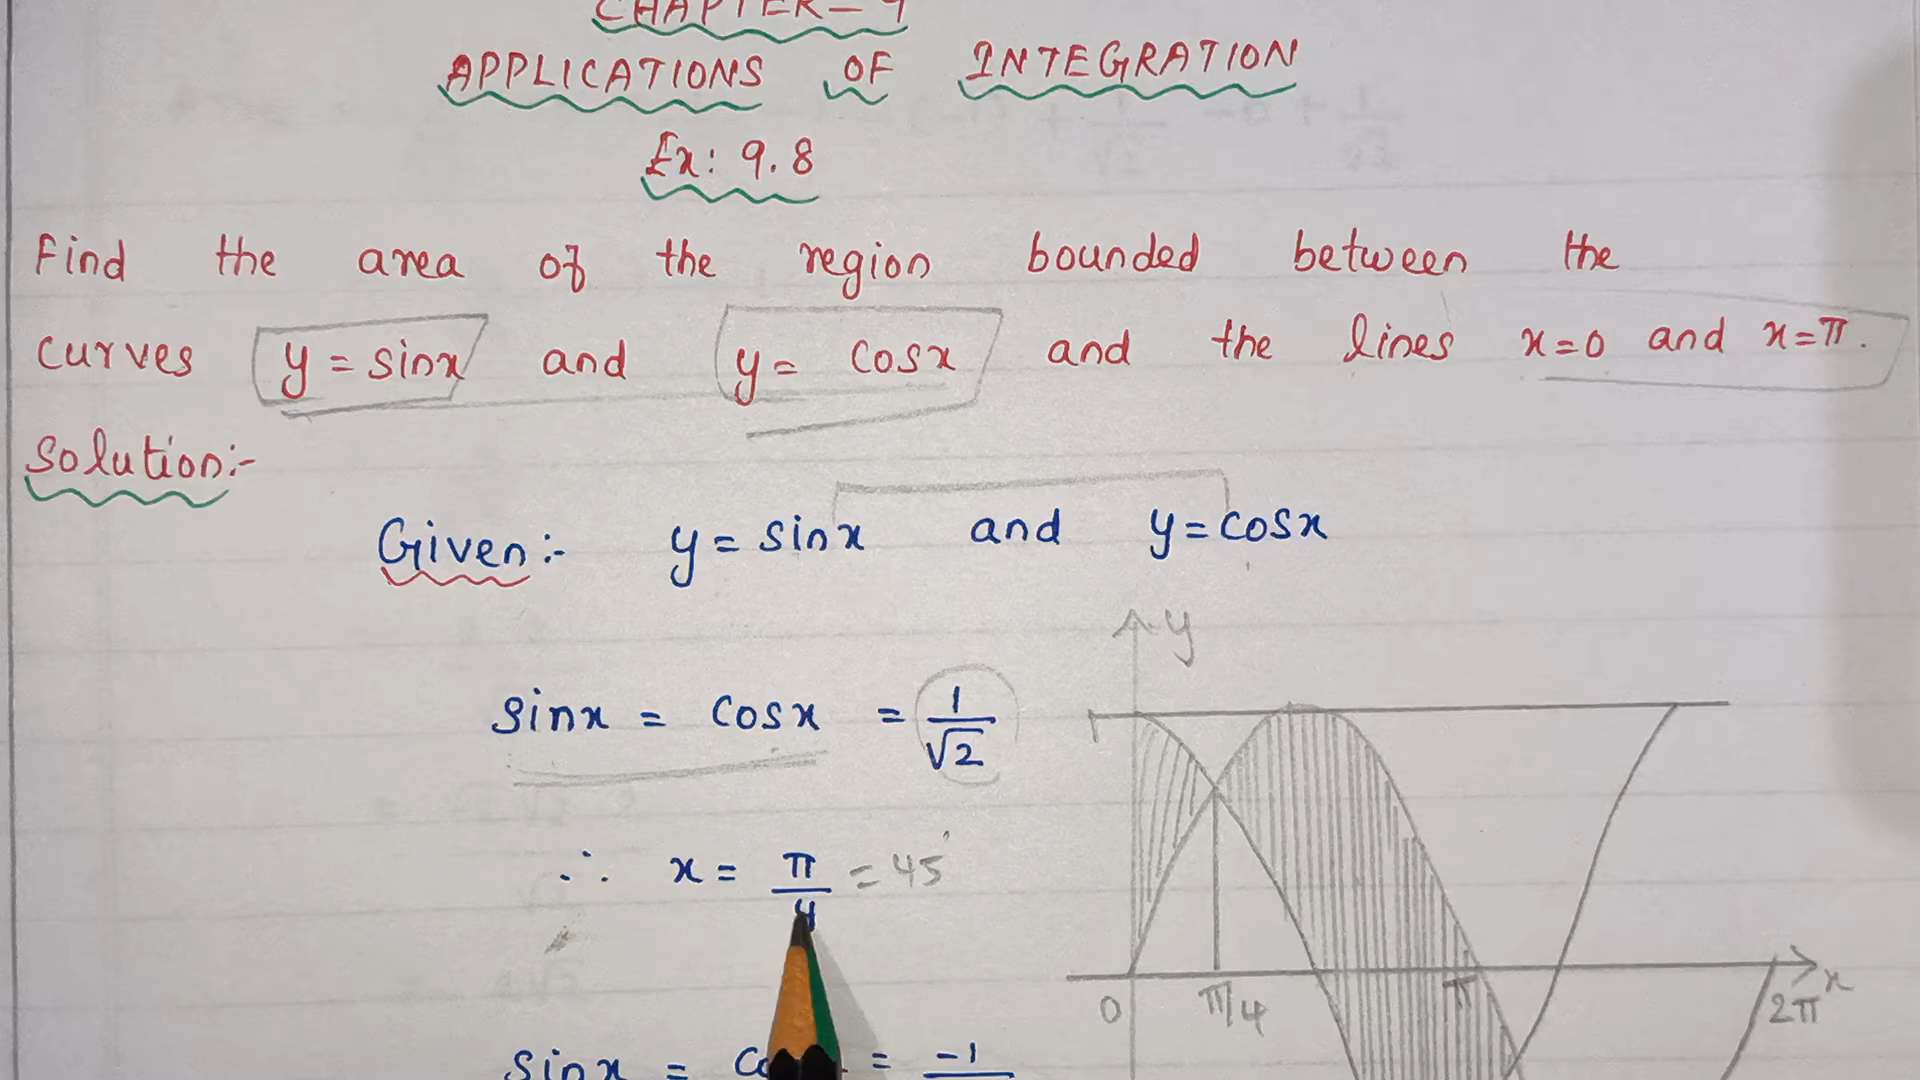 CHAPTER-9
APPLICATIONS OF INTEGRATION
Ex: 9.8
Find the area of the region bounded between the
curves y = sinx and y = cosx and the lines x=0 and x=π.
Solution:-
Given:- y = sinx and y = cosx
y
sinx = cosx = 1/√2
∴ x = π/4 = 45°
0 π/4 π 2π x
sinx = = -1